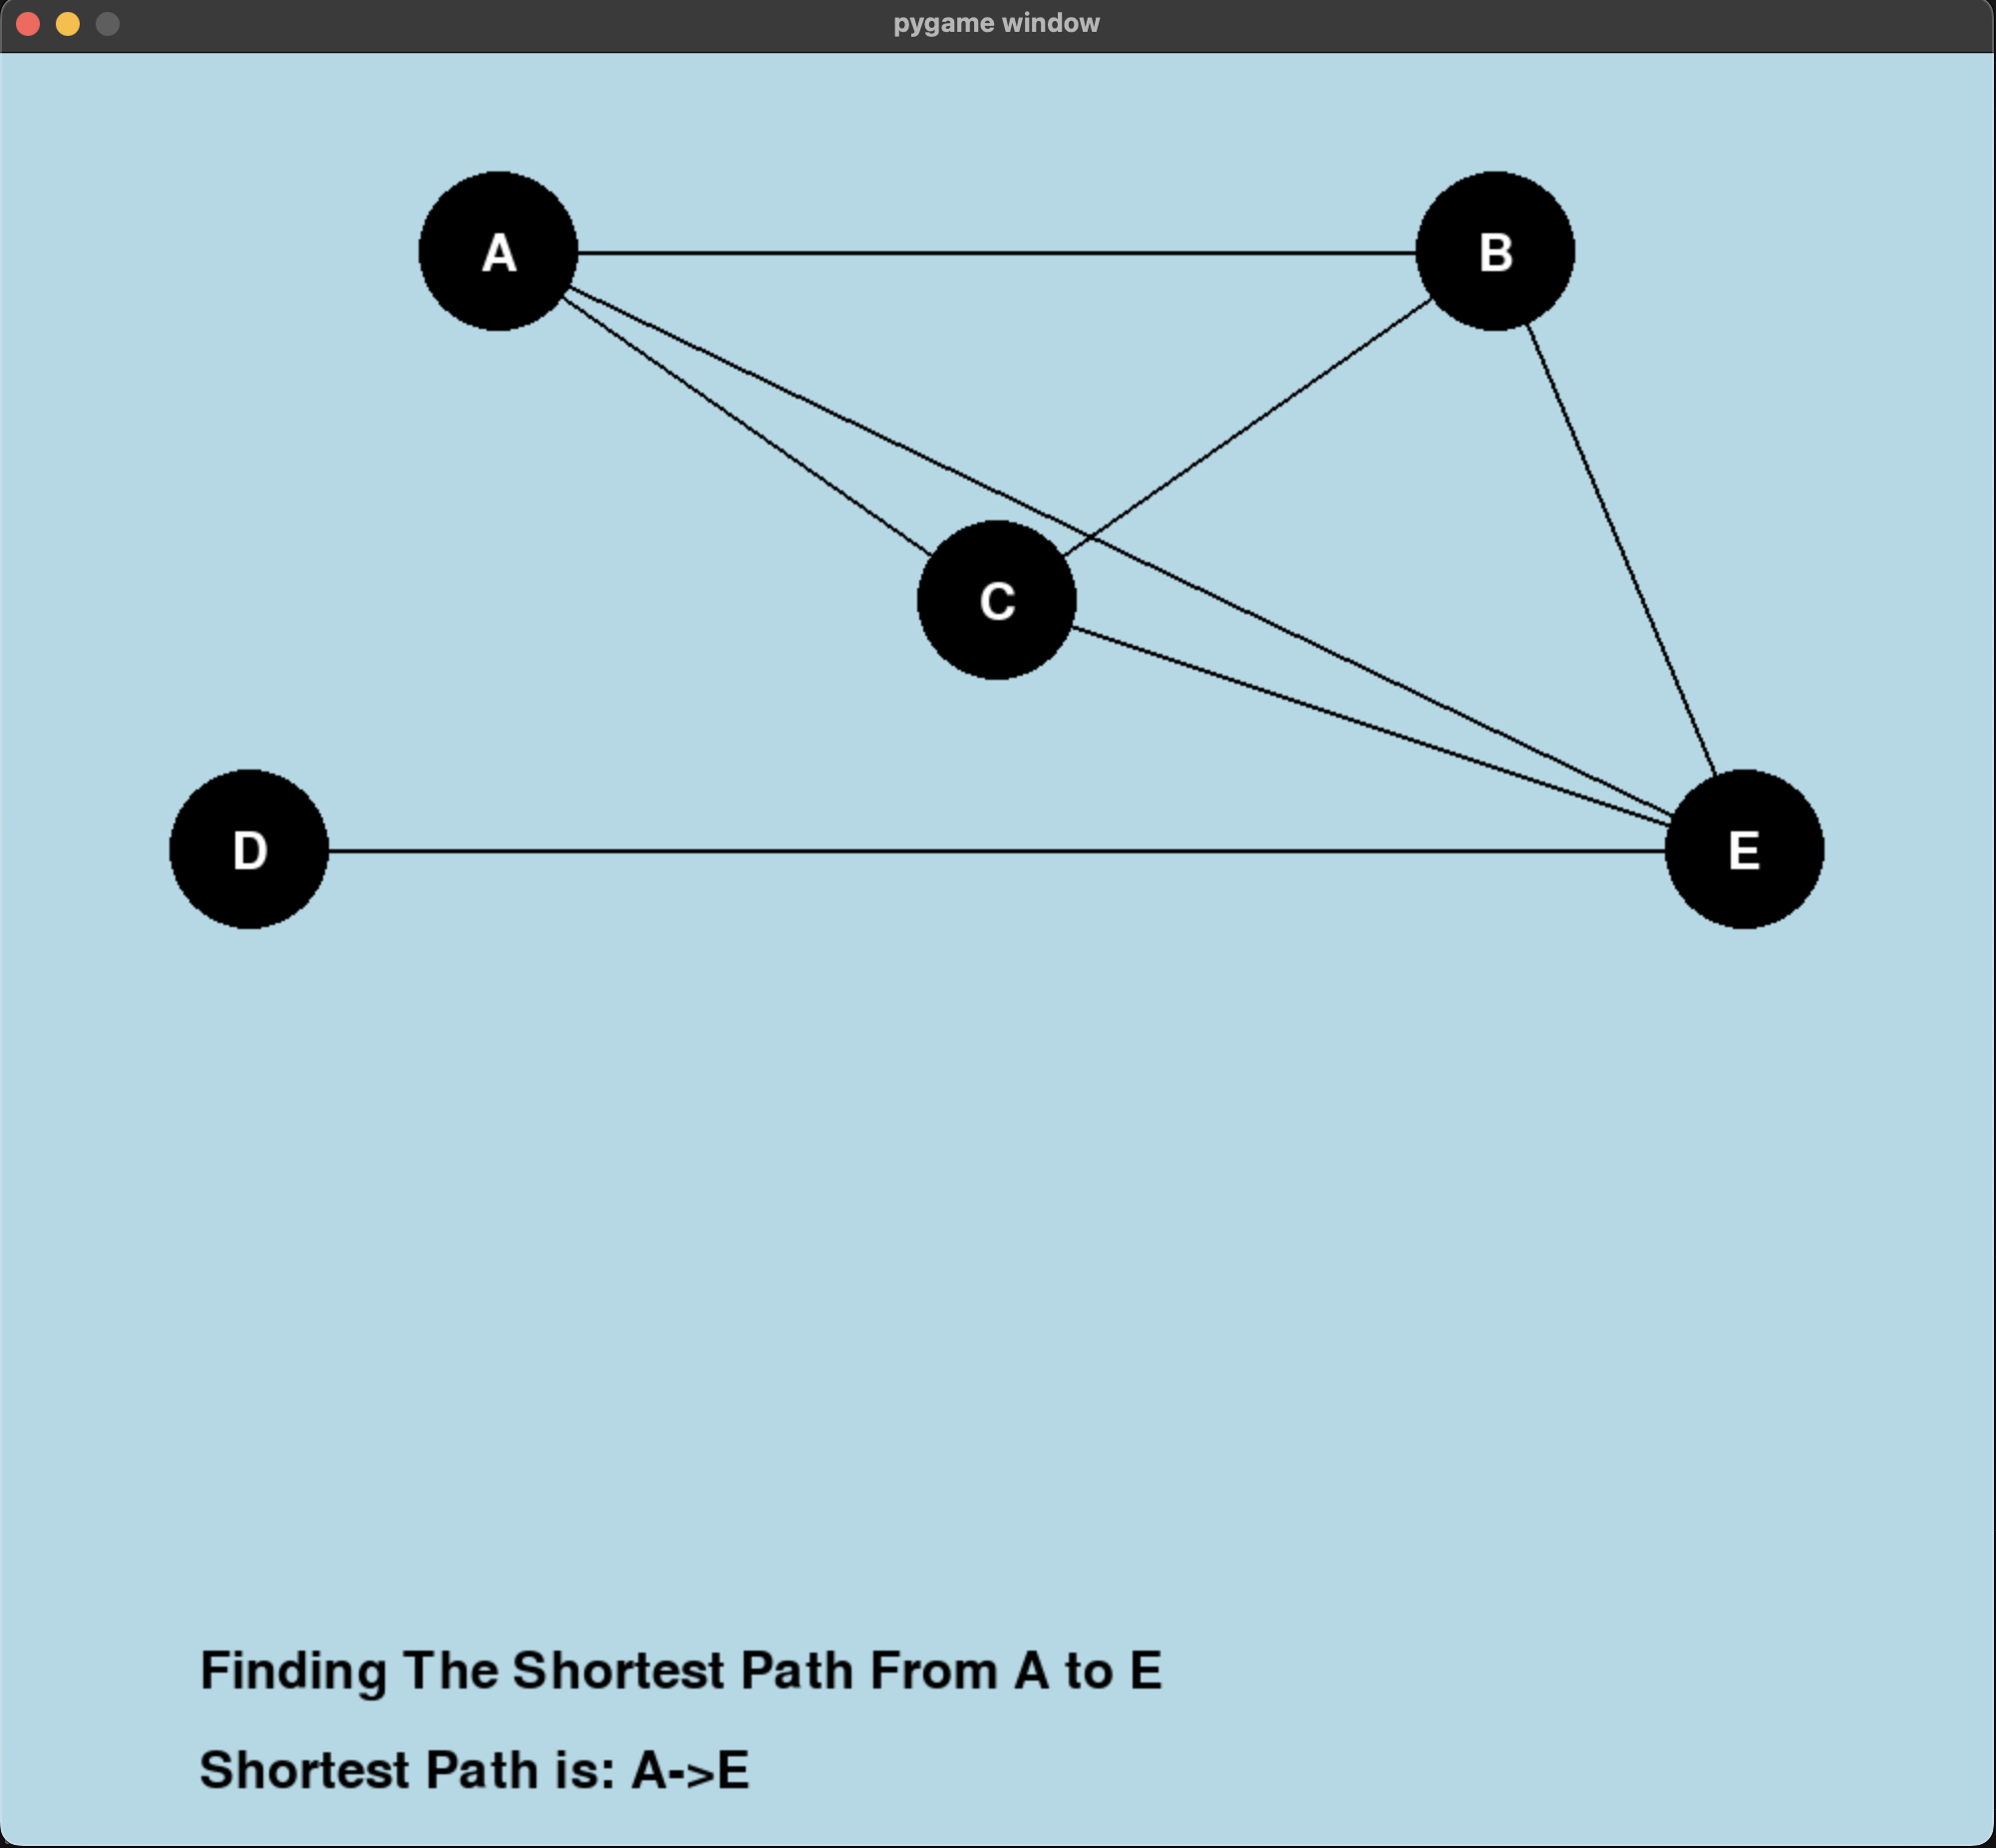 pygame window
A
B
C
D
E
Finding The Shortest Path From A to E
Shortest Path is: A->E